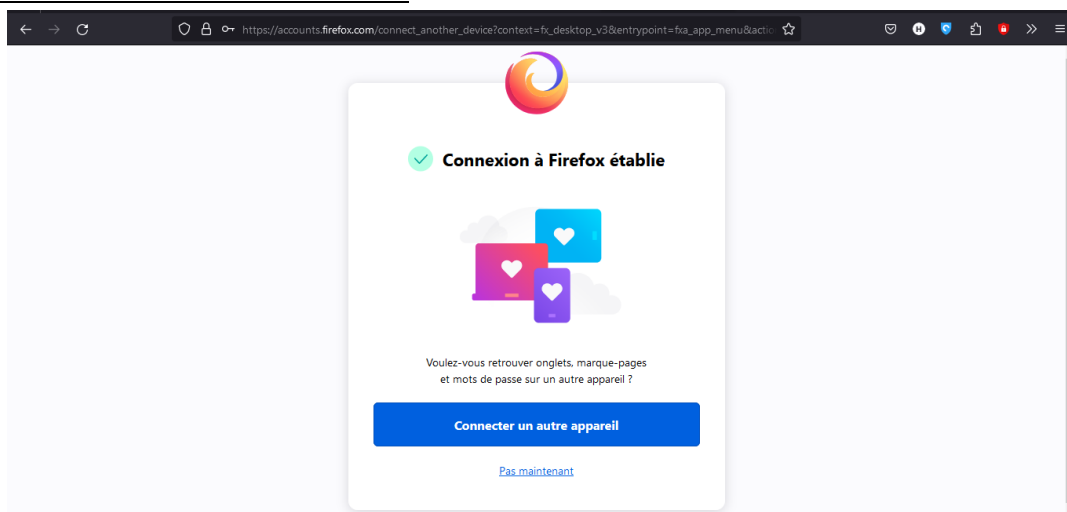 https://accounts.firefox.com/connect_another_device?context=fx_desktop_v3&entrypoint=fxa_app_menu&actio
Connexion à Firefox établie
Voulez-vous retrouver onglets, marque-pages
et mots de passe sur un autre appareil ?
Connecter un autre appareil
Pas maintenant